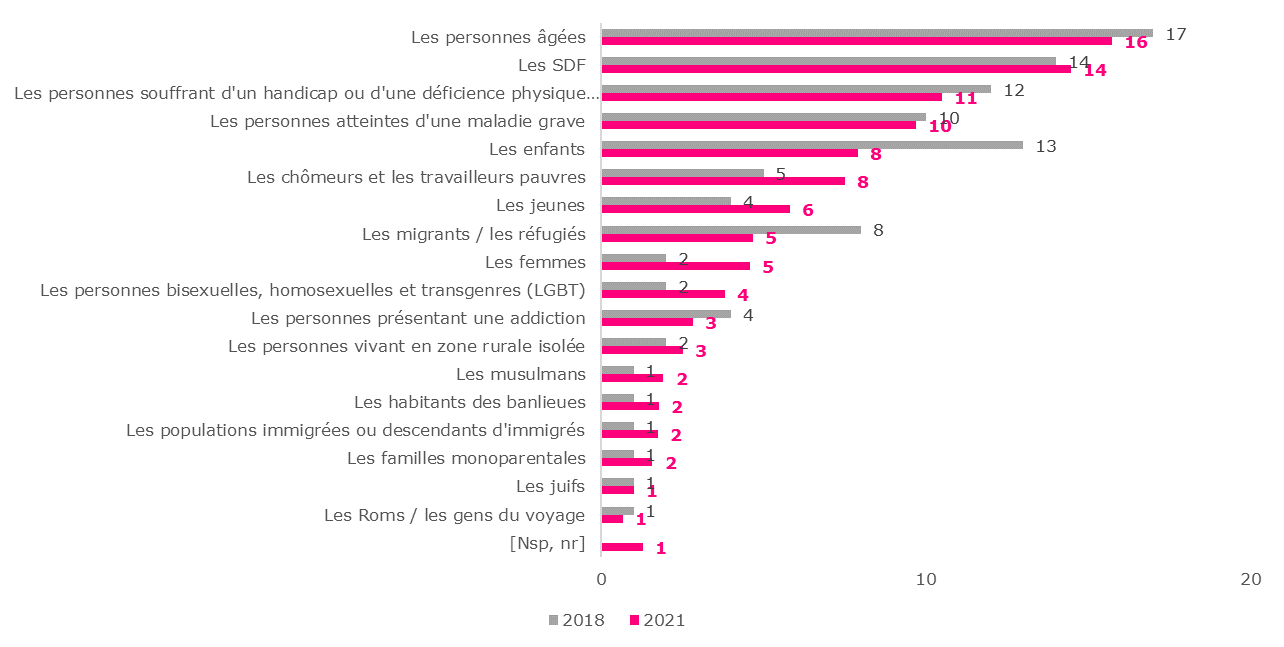 Les personnes âgées 17 16
Les SDF 14 14
Les personnes souffrant d'un handicap ou d'une déficience physique... 12 11
Les personnes atteintes d'une maladie grave 10 10
Les enfants 13 8
Les chômeurs et les travailleurs pauvres 5 8
Les jeunes 4 6
Les migrants / les réfugiés 8 5
Les femmes 2 5
Les personnes bisexuelles, homosexuelles et transgenres (LGBT) 2 4
Les personnes présentant une addiction 4 3
Les personnes vivant en zone rurale isolée 2 3
Les musulmans 1 2
Les habitants des banlieues 1 2
Les populations immigrées ou descendants d'immigrés 1 2
Les familles monoparentales 1 2
Les juifs 1 1
Les Roms / les gens du voyage 1 1
[Nsp, nr] 1
0 10 20
2018 2021